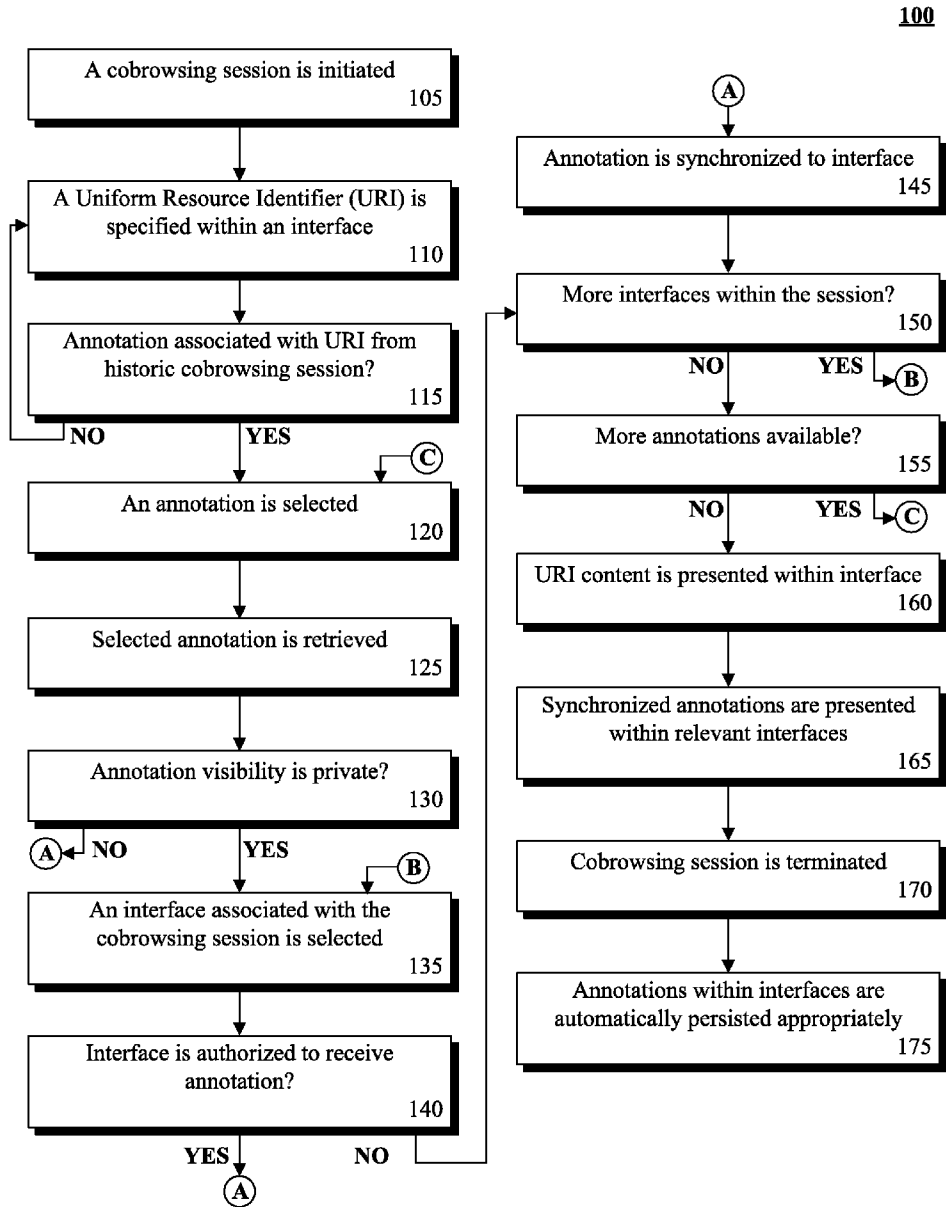 100
A cobrowsing session is initiated
105
A Uniform Resource Identifier (URI) is
specified within an interface
110
Annotation associated with URI from
historic cobrowsing session?
115
NO
YES
C
An annotation is selected
120
Selected annotation is retrieved
125
Annotation visibility is private?
130
A
NO
YES
B
An interface associated with the
cobrowsing session is selected
135
Interface is authorized to receive
annotation?
140
YES
NO
A
A
Annotation is synchronized to interface
145
More interfaces within the session?
150
NO
YES
B
More annotations available?
155
NO
YES
C
URI content is presented within interface
160
Synchronized annotations are presented
within relevant interfaces
165
Cobrowsing session is terminated
170
Annotations within interfaces are
automatically persisted appropriately
175